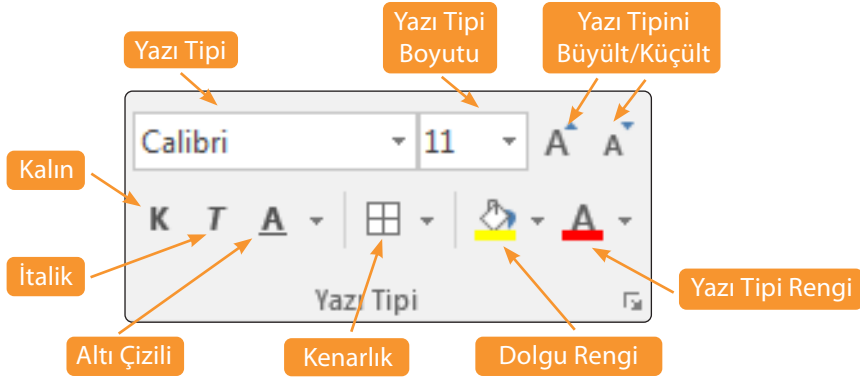 Yazı Tipi
Yazı Tipi
Boyutu
Yazı Tipini
Büyült/Küçült
Calibri
11
A
A
Kalın
K
T
A
A
İtalik
Yazı Tipi
Yazı Tipi Rengi
Altı Çizili
Kenarlık
Dolgu Rengi